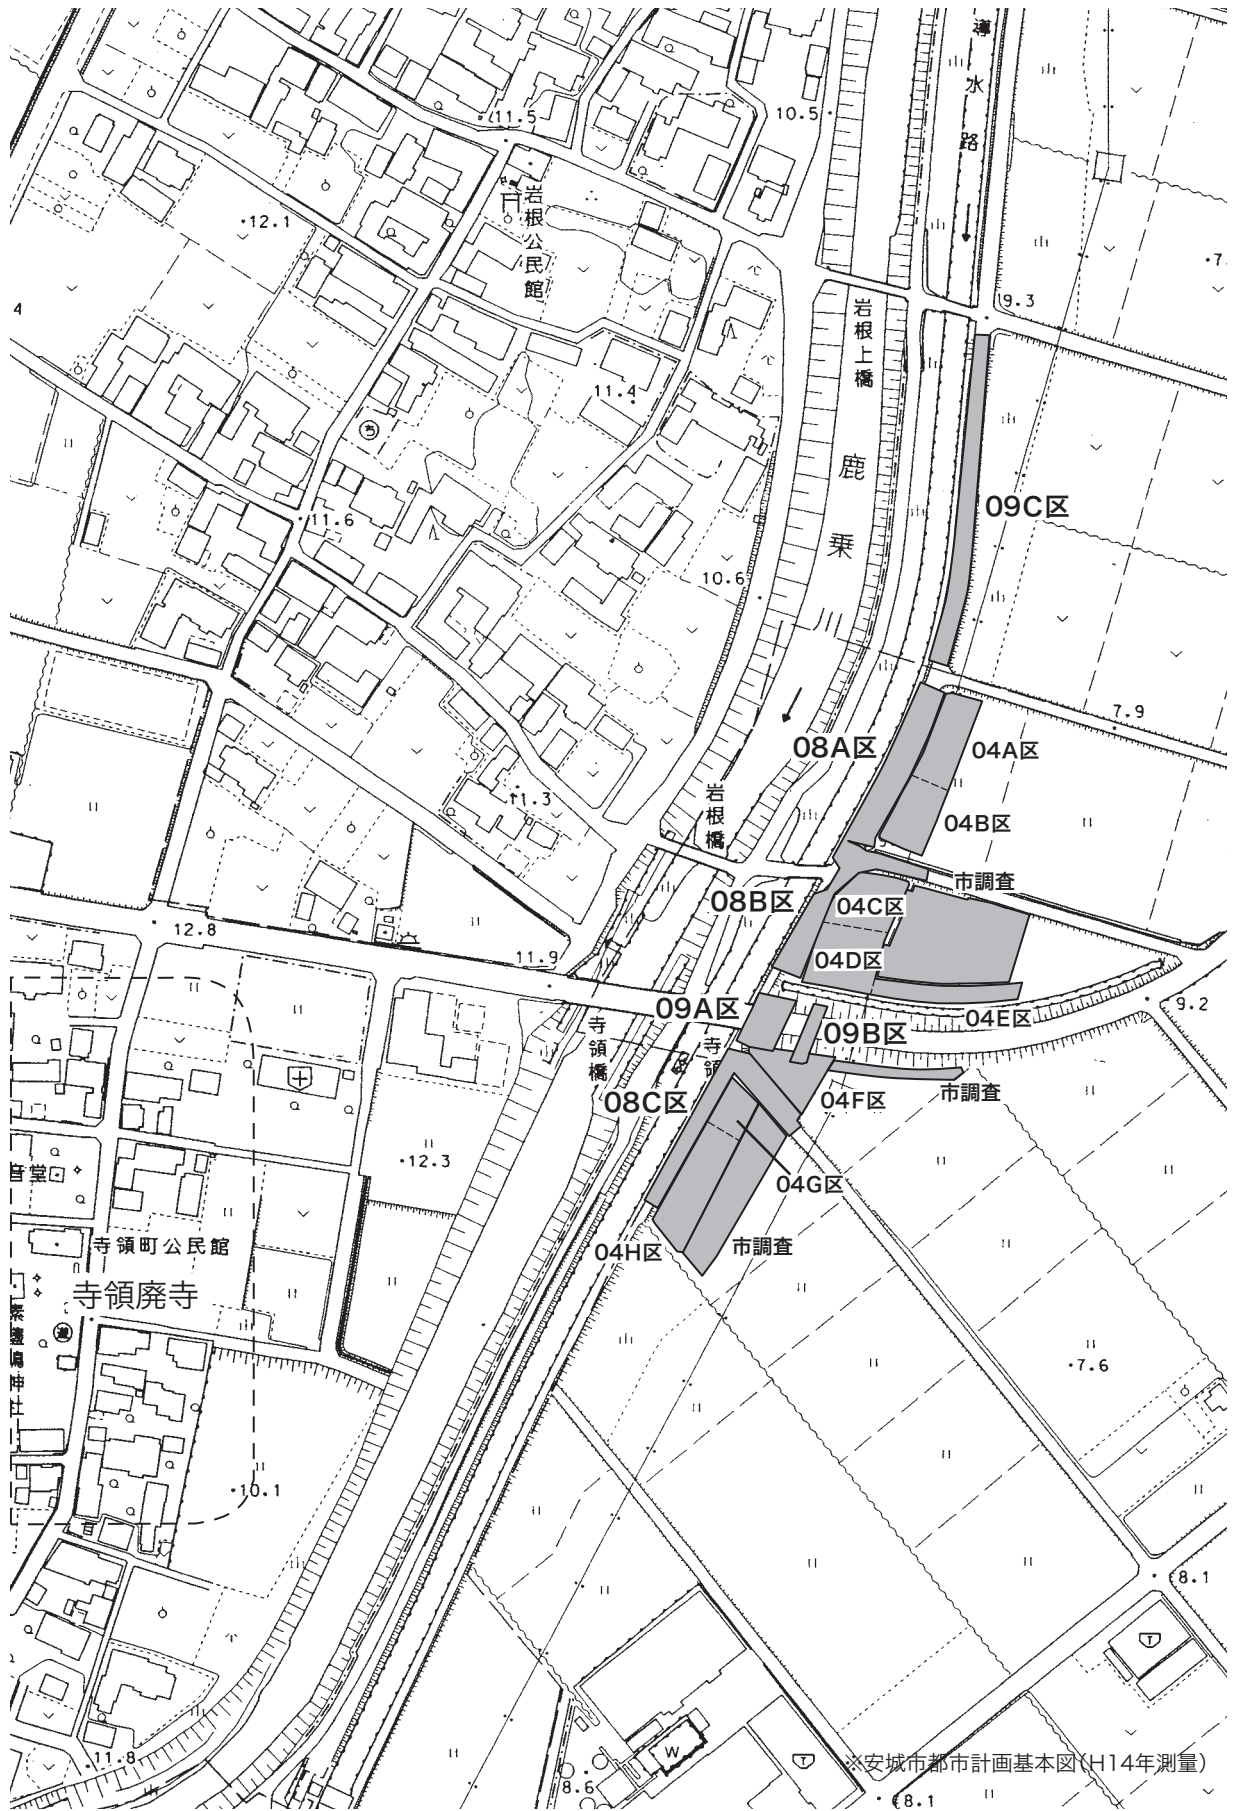 導水路
11.5
10.5
岩根公民館
12.1
7.
4
9.3
岩根上橋
11.4
ち
鹿乗川
09C区
11.6
10.6
7.9
08A区
04A区
岩根橋
11.3
04B区
市調査
08B区
04C区
12.8
11.9
04D区
09A区
04E区
9.2
09B区
寺領橋
寺領
08C区
04F区
市調査
12.3
音堂
04G区
寺領町公民館
04H区
市調査
寺領廃寺
7.6
神社
10.1
8.1
T
11.8
W
T
8.6
※安城市都市計画基本図(H14年測量)
8.1